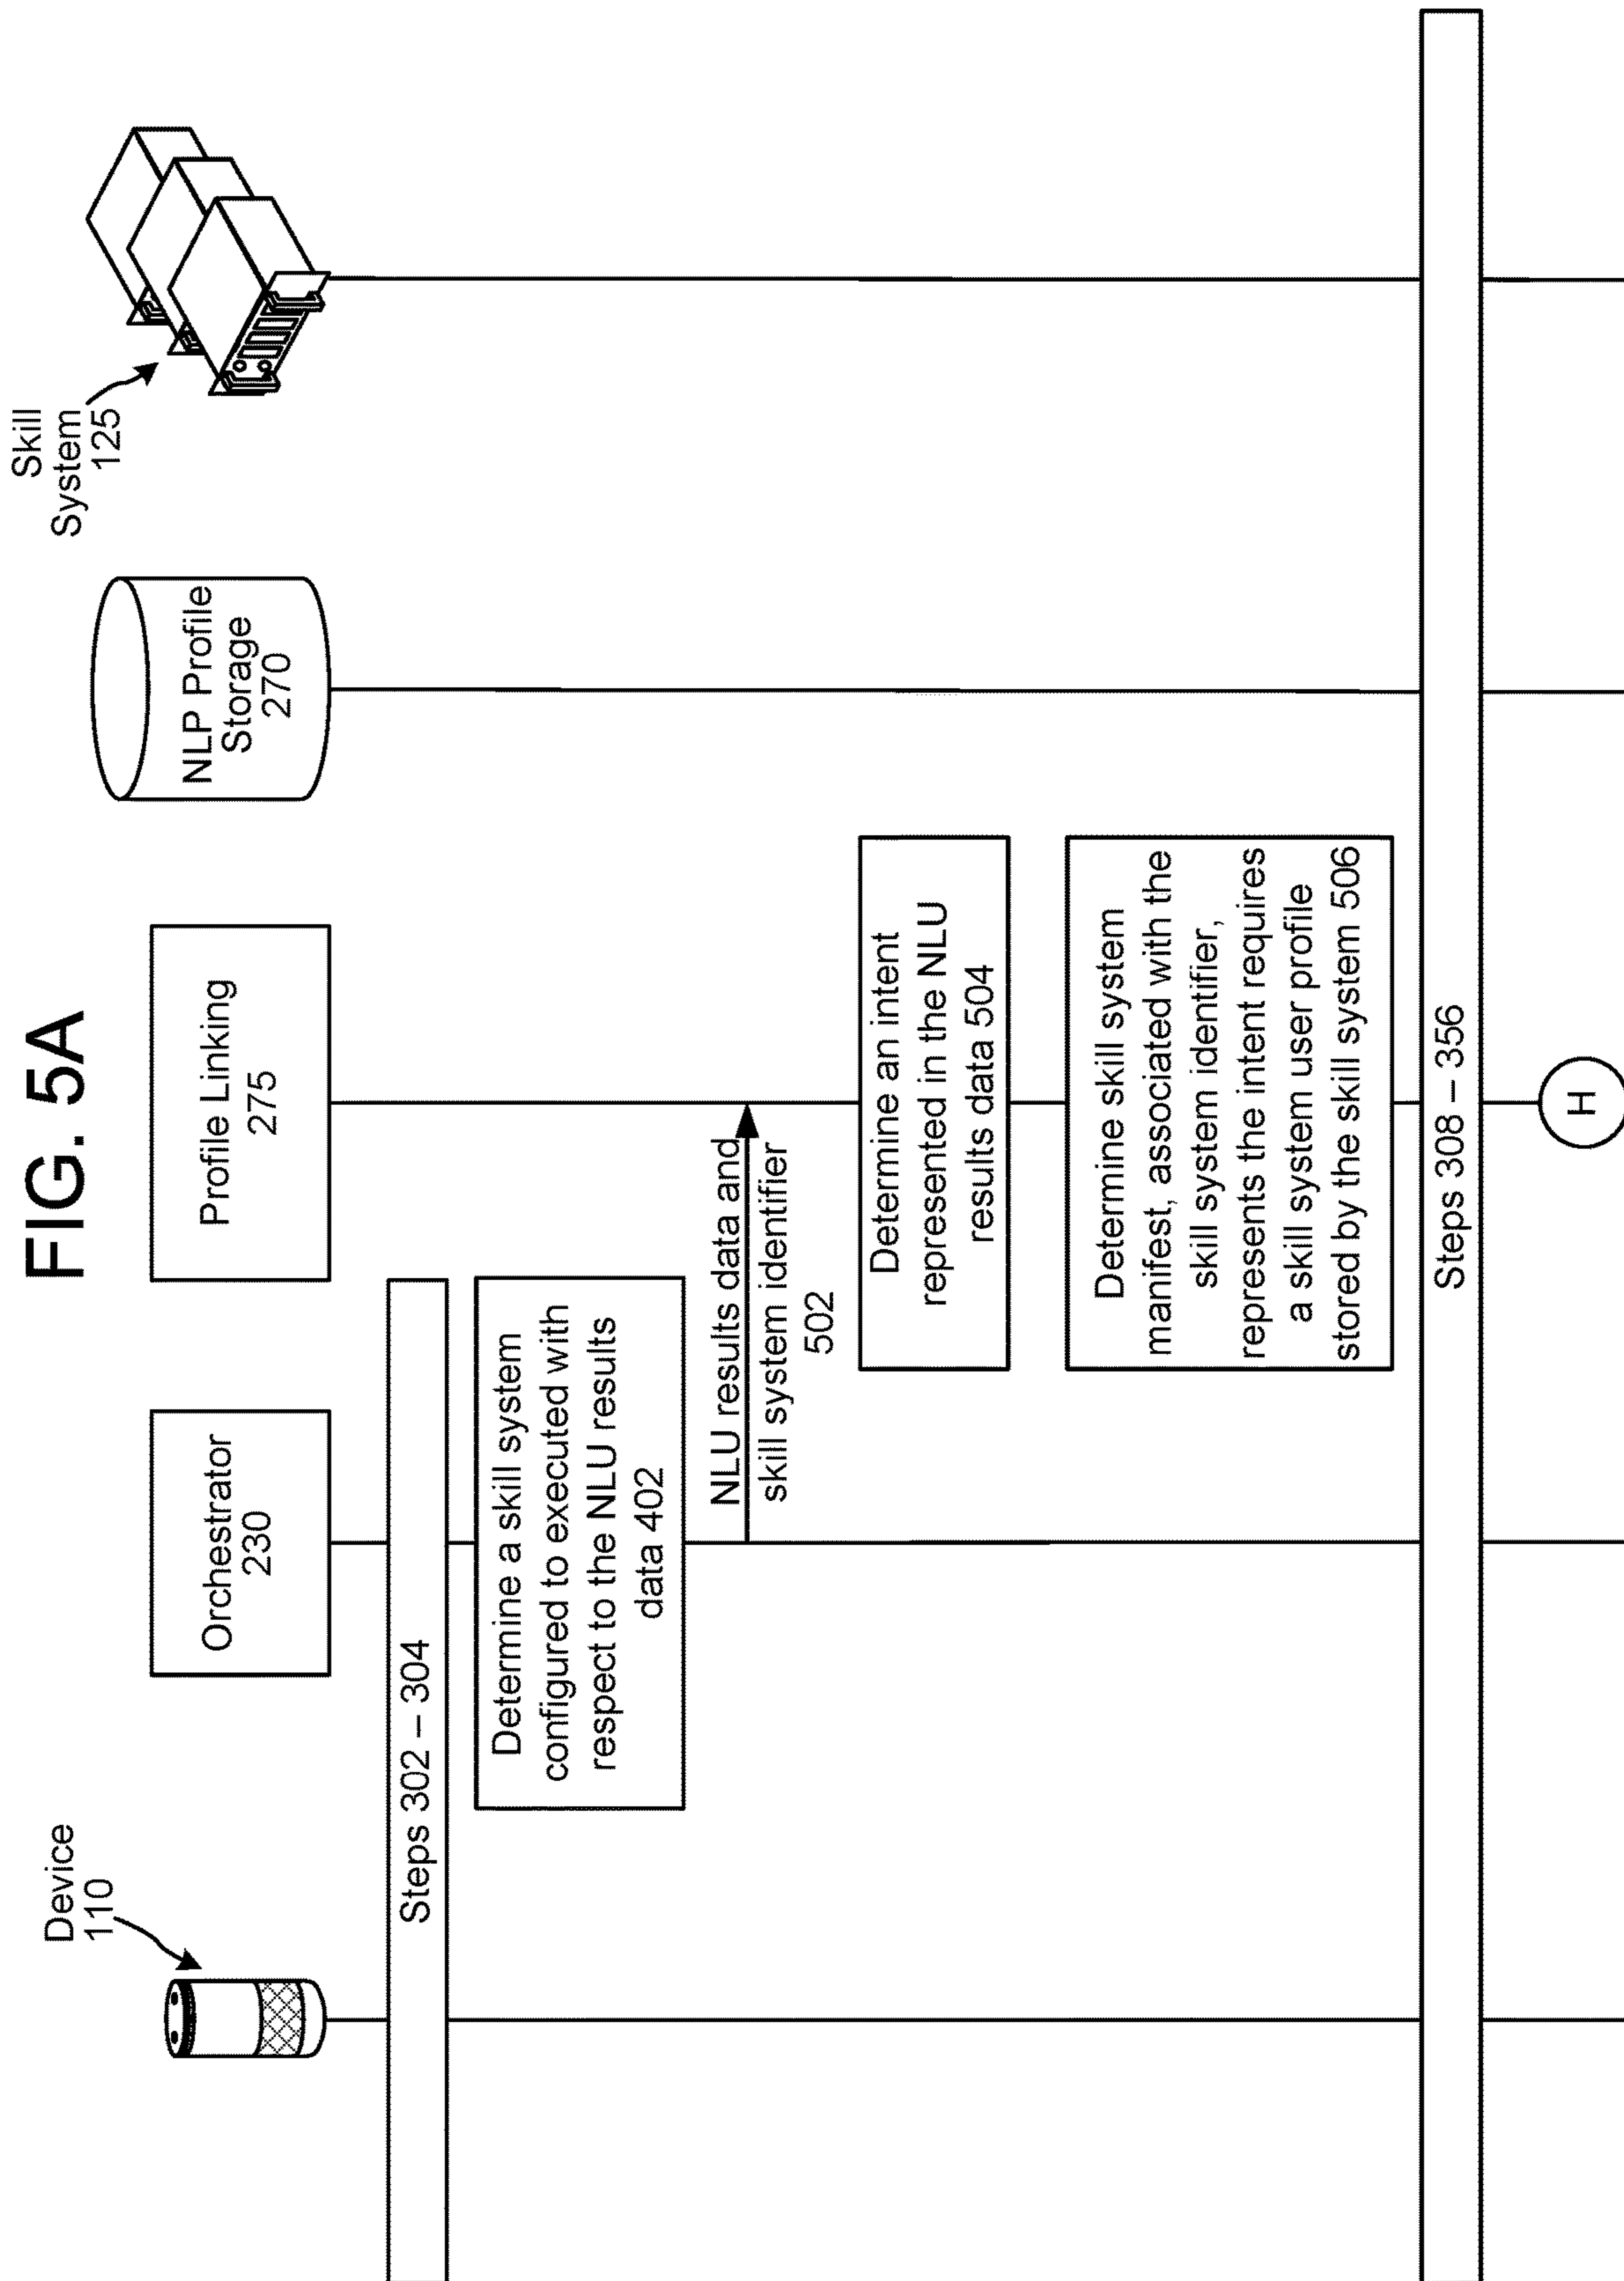 FIG. 5A
Device
110
Orchestrator
230
Profile Linking
275
NLP Profile
Storage
270
Skill
System
125
Steps 302 – 304
Determine a skill system
configured to executed with
respect to the NLU results
data 402
NLU results data and
skill system identifier
502
Determine an intent
represented in the NLU
results data 504
Determine skill system
manifest, associated with the
skill system identifier,
represents the intent requires
a skill system user profile
stored by the skill system 506
Steps 308 – 356
H